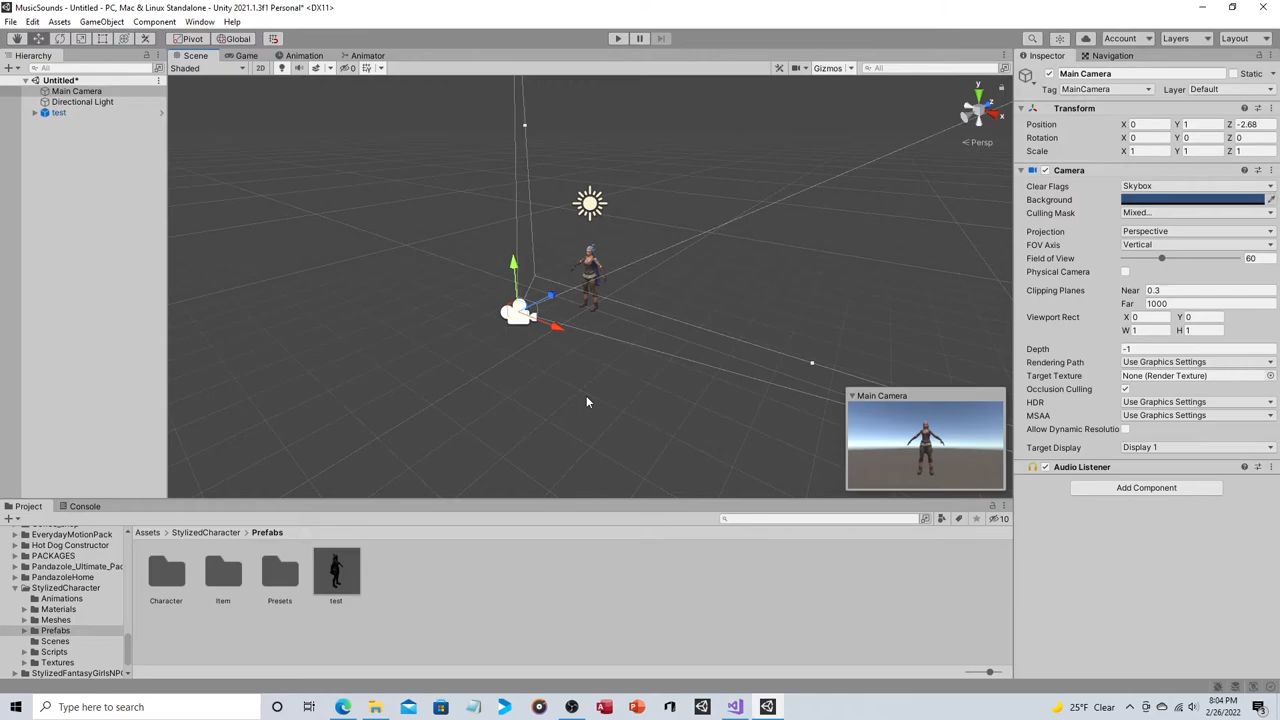 MusicSounds - Untitled - PC, Mac & Linux Standalone - Unity 2021.1.3f1 Personal* <DX11>
File Edit Assets GameObject Component Window Help
Pivot Global Account Layers Layout
Hierarchy Scene Game Animation Animator Inspector Navigation
All Shaded 2D 0 Gizmos All
Untitled*
Main Camera
Directional Light
test
y
z
x
Persp
Main Camera
Main Camera Static
Tag MainCamera Layer Default
Transform
Position X 0 Y 1 Z -2.68
Rotation X 0 Y 0 Z 0
Scale X 1 Y 1 Z 1
Camera
Clear Flags Skybox
Background
Culling Mask Mixed...
Projection Perspective
FOV Axis Vertical
Field of View 60
Physical Camera
Clipping Planes Near 0.3
Far 1000
Viewport Rect X 0 Y 0
W 1 H 1
Depth -1
Rendering Path Use Graphics Settings
Target Texture None (Render Texture)
Occlusion Culling
HDR Use Graphics Settings
MSAA Use Graphics Settings
Allow Dynamic Resolutio
Target Display Display 1
Audio Listener
Add Component
Project Console
10
EverydayMotionPack
Hot Dog Constructor
PACKAGES
Pandazole_Ultimate_Pac
PandazoleHome
StylizedCharacter
Animations
Materials
Meshes
Prefabs
Scenes
Scripts
Textures
StylizedFantasyGirlsNPC
Assets StylizedCharacter Prefabs
Character Item Presets test
Type here to search
25°F Clear
8:04 PM
2/26/2022